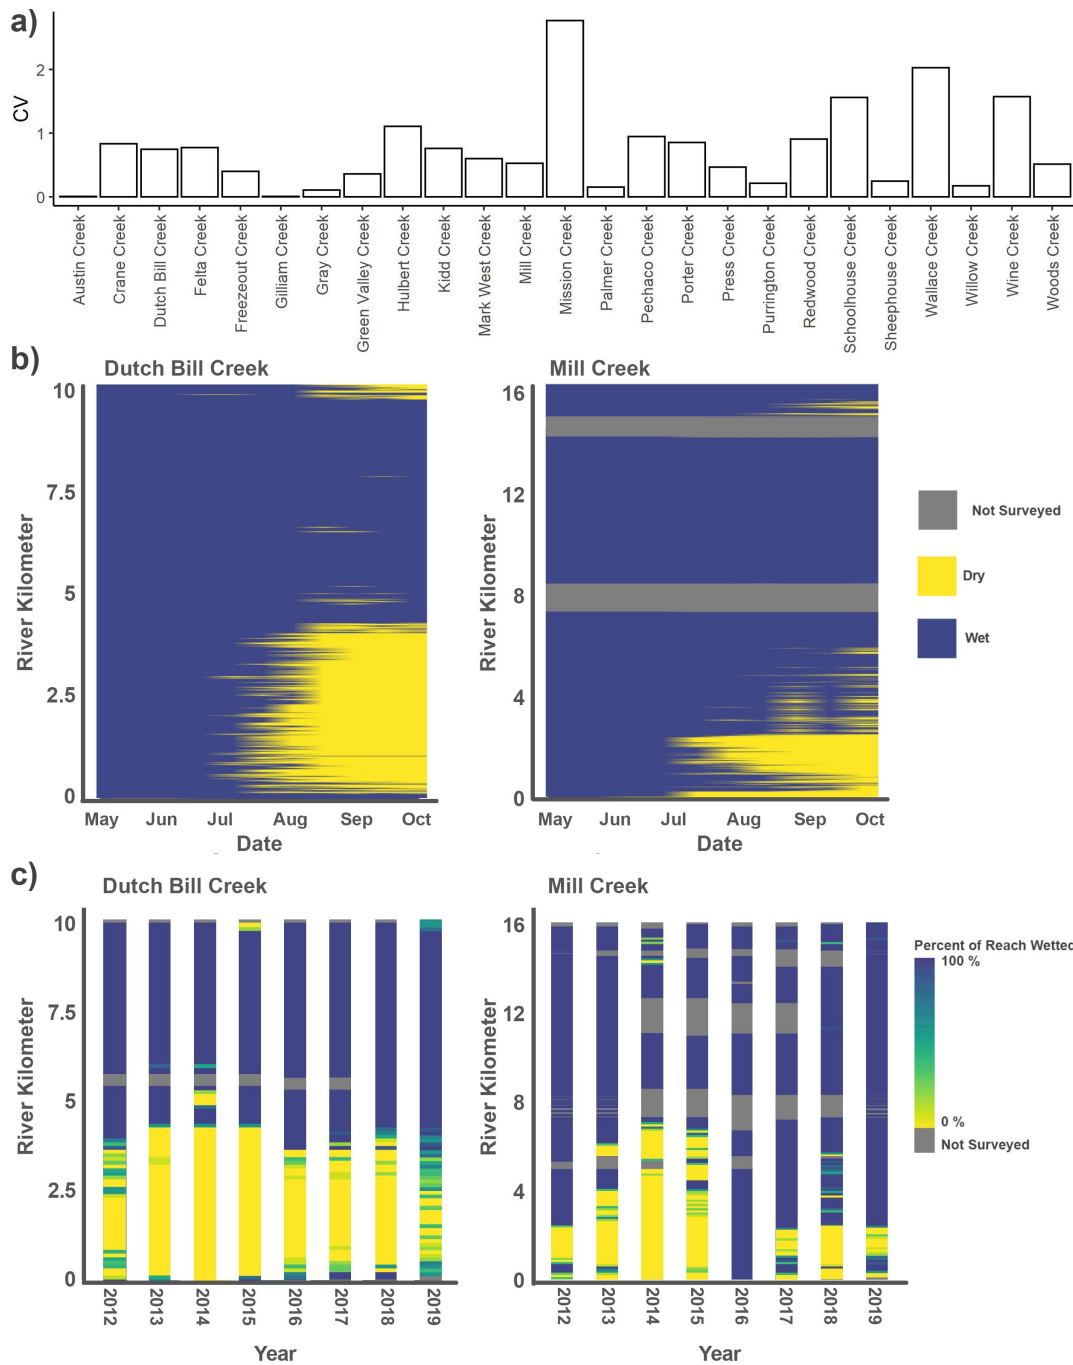 a)
CV
2
1
0
Austin Creek
Crane Creek
Dutch Bill Creek
Felta Creek
Freezeout Creek
Gilliam Creek
Gray Creek
Green Valley Creek
Hulbert Creek
Kidd Creek
Mark West Creek
Mill Creek
Mission Creek
Palmer Creek
Pechaco Creek
Porter Creek
Press Creek
Purrington Creek
Redwood Creek
Schoolhouse Creek
Sheephouse Creek
Wallace Creek
Willow Creek
Wine Creek
Woods Creek
b)
Dutch Bill Creek
River Kilometer
10
7.5
5
2.5
0
May Jun Jul Aug Sep Oct
Date
Mill Creek
River Kilometer
16
12
8
4
0
May Jun Jul Aug Sep Oct
Date
Not Surveyed
Dry
Wet
c)
Dutch Bill Creek
River Kilometer
10
7.5
5
2.5
0
2012 2013 2014 2015 2016 2017 2018 2019
Year
Mill Creek
River Kilometer
16
12
8
4
0
2012 2013 2014 2015 2016 2017 2018 2019
Year
Percent of Reach Wetted
100 %
0 %
Not Surveyed